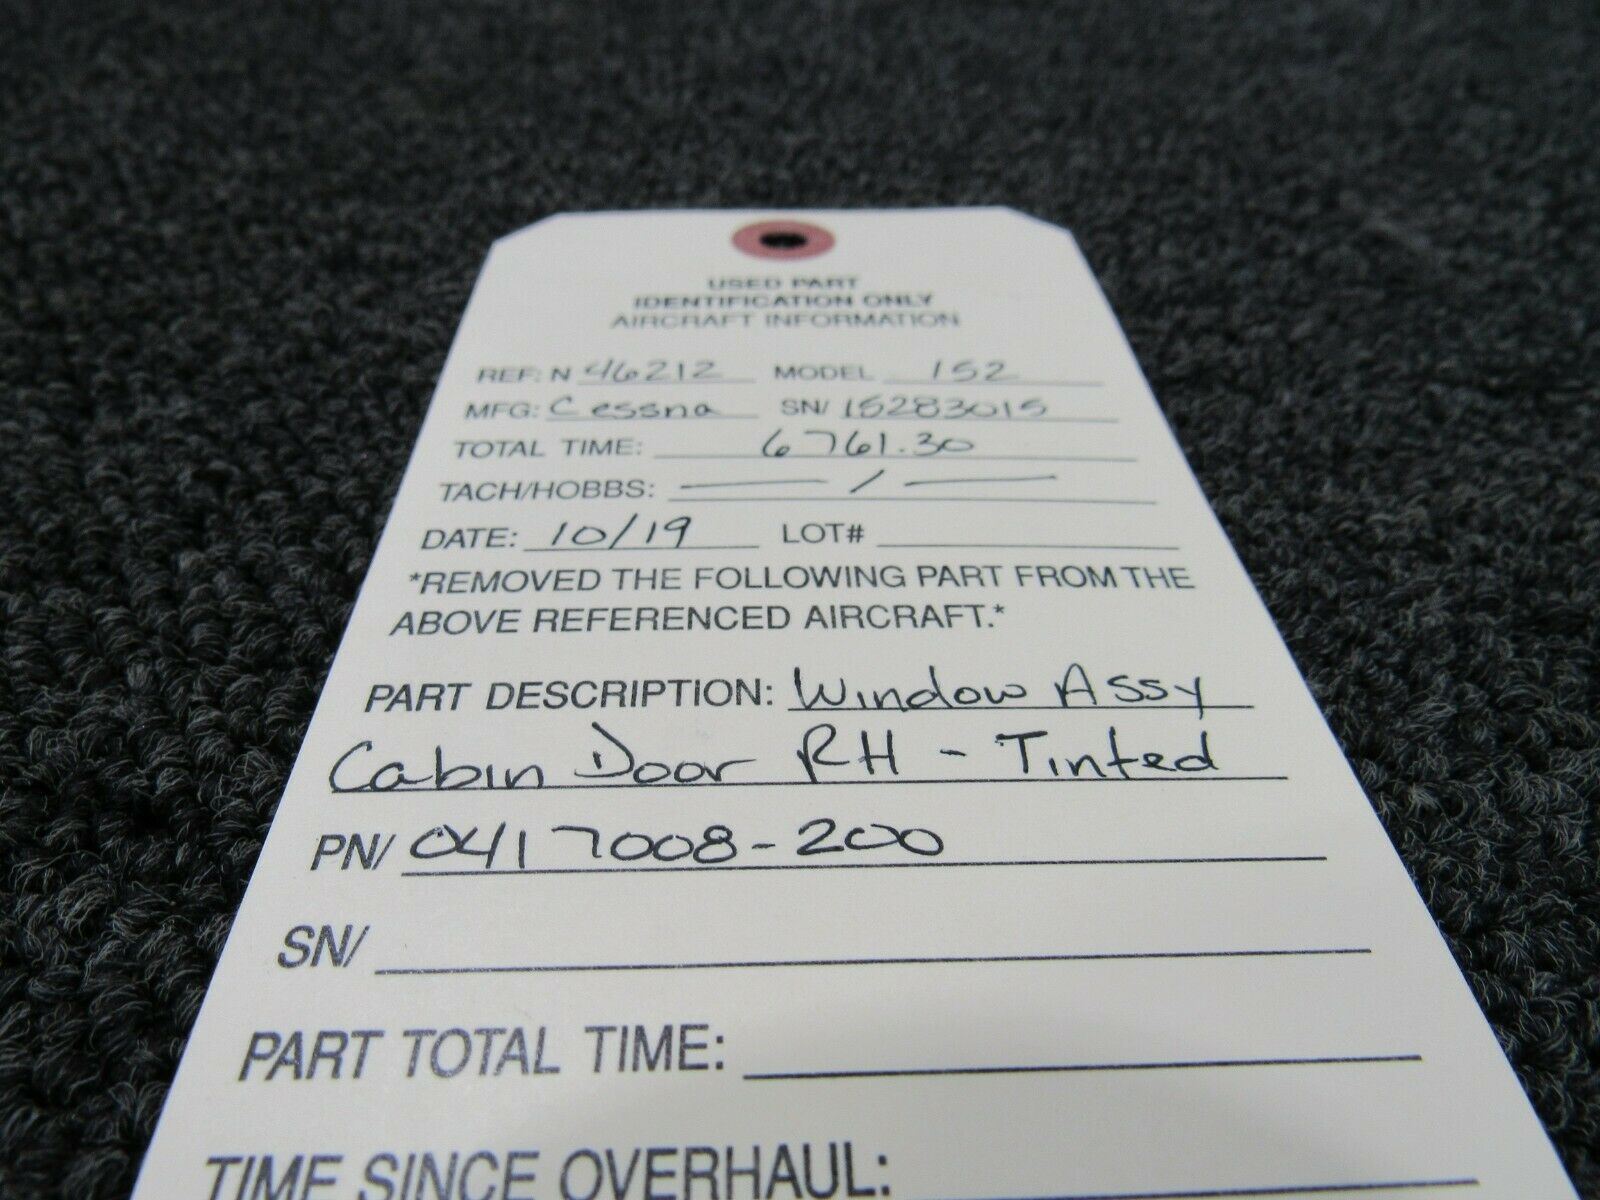 USED PART
IDENTIFICATION ONLY
AIRCRAFT INFORMATION
REF: N 46212 MODEL 152
MFG: Cessna SN/ 15283015
TOTAL TIME: 6761.30
TACH/HOBBS: — / —
DATE: 10/19 LOT#
*REMOVED THE FOLLOWING PART FROM THE
ABOVE REFERENCED AIRCRAFT.*
PART DESCRIPTION: Window Assy
Cabin Door RH - Tinted
PN/ 0417008-200
SN/
PART TOTAL TIME:
TIME SINCE OVERHAUL: